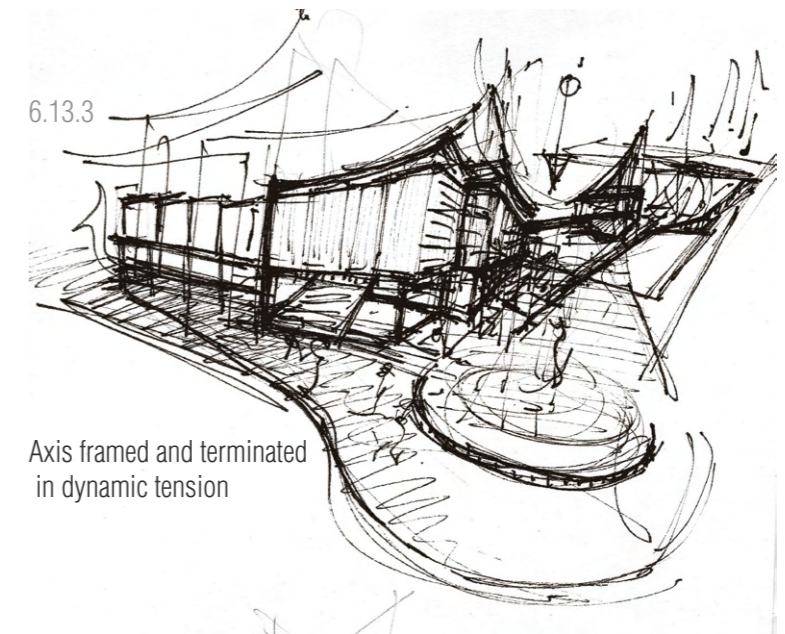 6.13.3
Axis framed and terminated
in dynamic tension